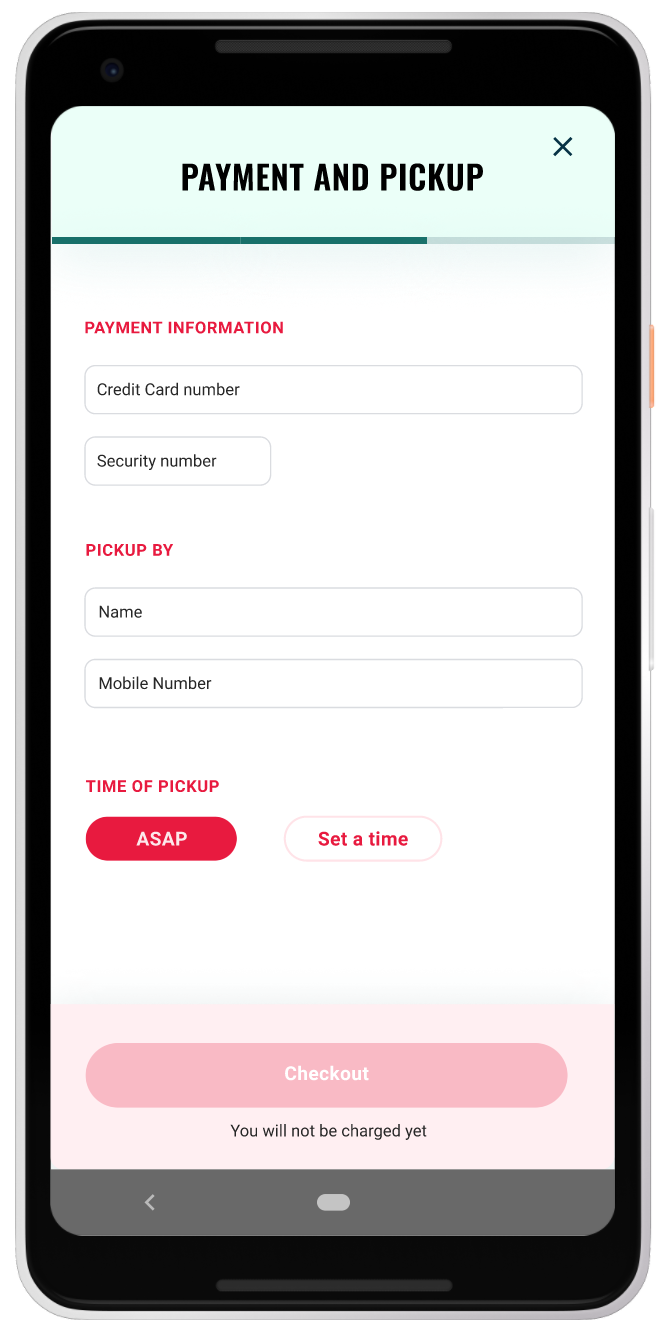 PAYMENT AND PICKUP
PAYMENT INFORMATION
Credit Card number
Security number
PICKUP BY
Name
Mobile Number
TIME OF PICKUP
ASAP
Set a time
Checkout
You will not be charged yet